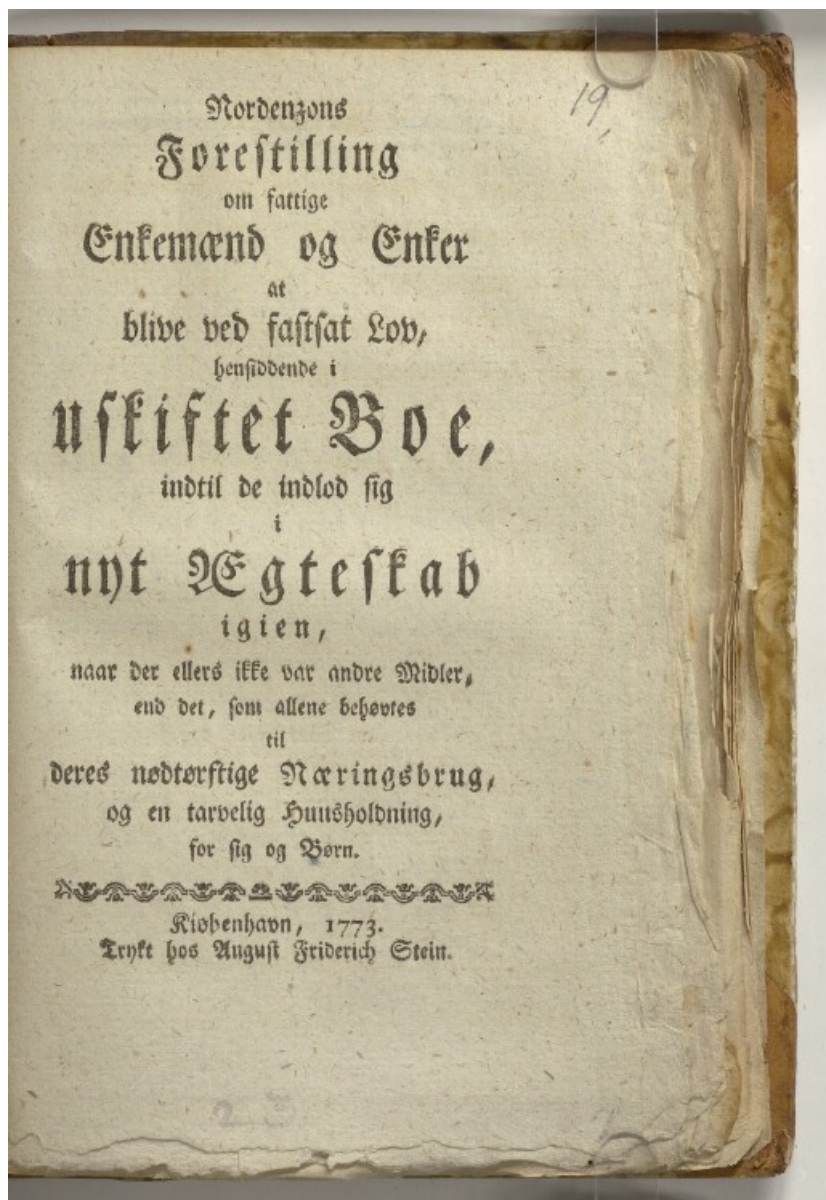 19,
Nordenzons
Forestilling
om fattige
Enkemænd og Enker
at
blive ved fastsat Lov,
hensiddende i
uskiftet Boe,
indtil de indlod sig
i
nyt Ægteskab
igien,
naar der ellers ikke var andre Midler,
end det, som allene behøvtes
til
deres nødtørftige Næringsbrug,
og en tarvelig Huusholdning,
for sig og Børn.
Kiøbenhavn, 1773.
Trykt hos August Friderich Stein.